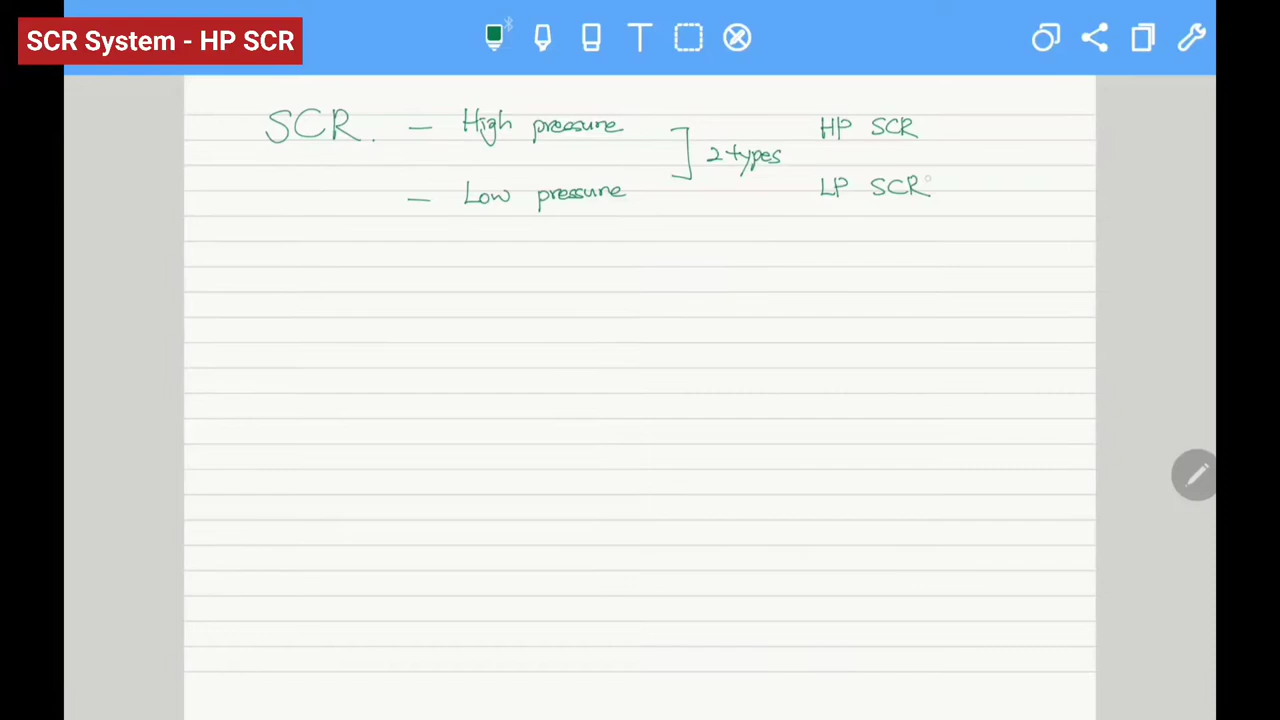 SCR System - HP SCR
SCR. - High pressure ] 2 types HP SCR
- Low pressure LP SCR